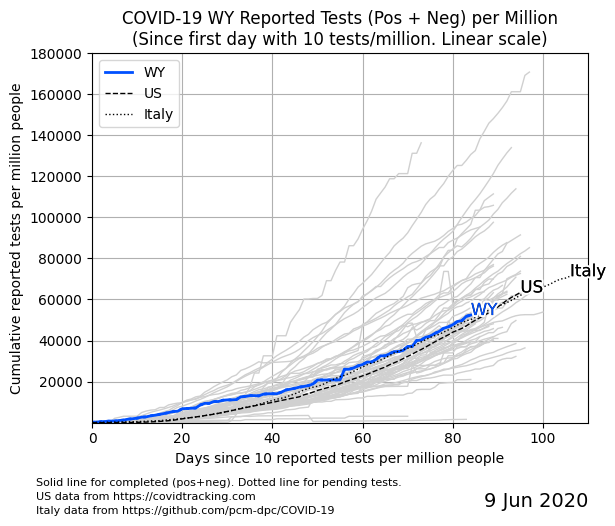 COVID-19 WY Reported Tests (Pos + Neg) per Million
(Since first day with 10 tests/million. Linear scale)
Cumulative reported tests per million people
180000
160000
140000
120000
100000
80000
60000
40000
20000
WY
US
Italy
Italy
US
WY
0
20
40
60
80
100
Days since 10 reported tests per million people
Solid line for completed (pos+neg). Dotted line for pending tests.
US data from https://covidtracking.com
Italy data from https://github.com/pcm-dpc/COVID-19
9 Jun 2020